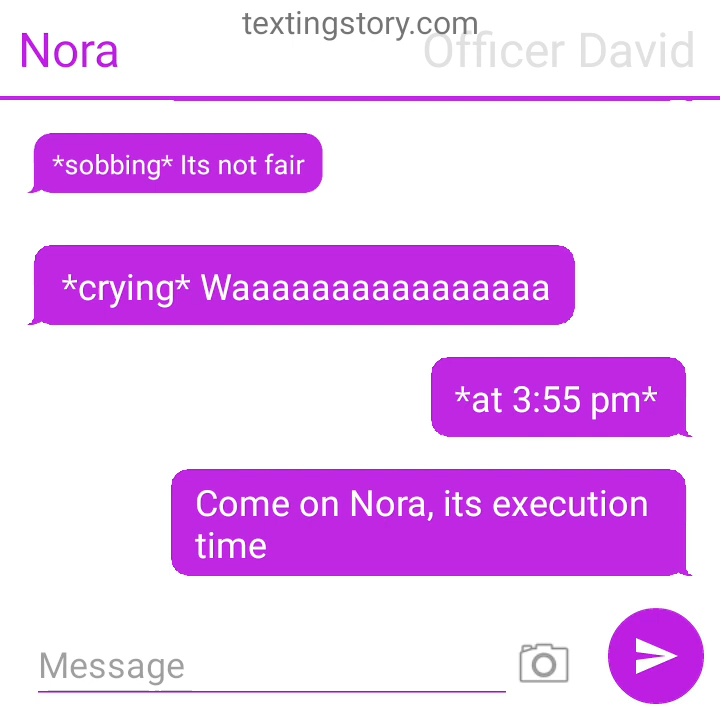 textingstory.com
Nora
Officer David
*sobbing* Its not fair
*crying* Waaaaaaaaaaaaaaaa
*at 3:55 pm*
Come on Nora, its execution
time
Message